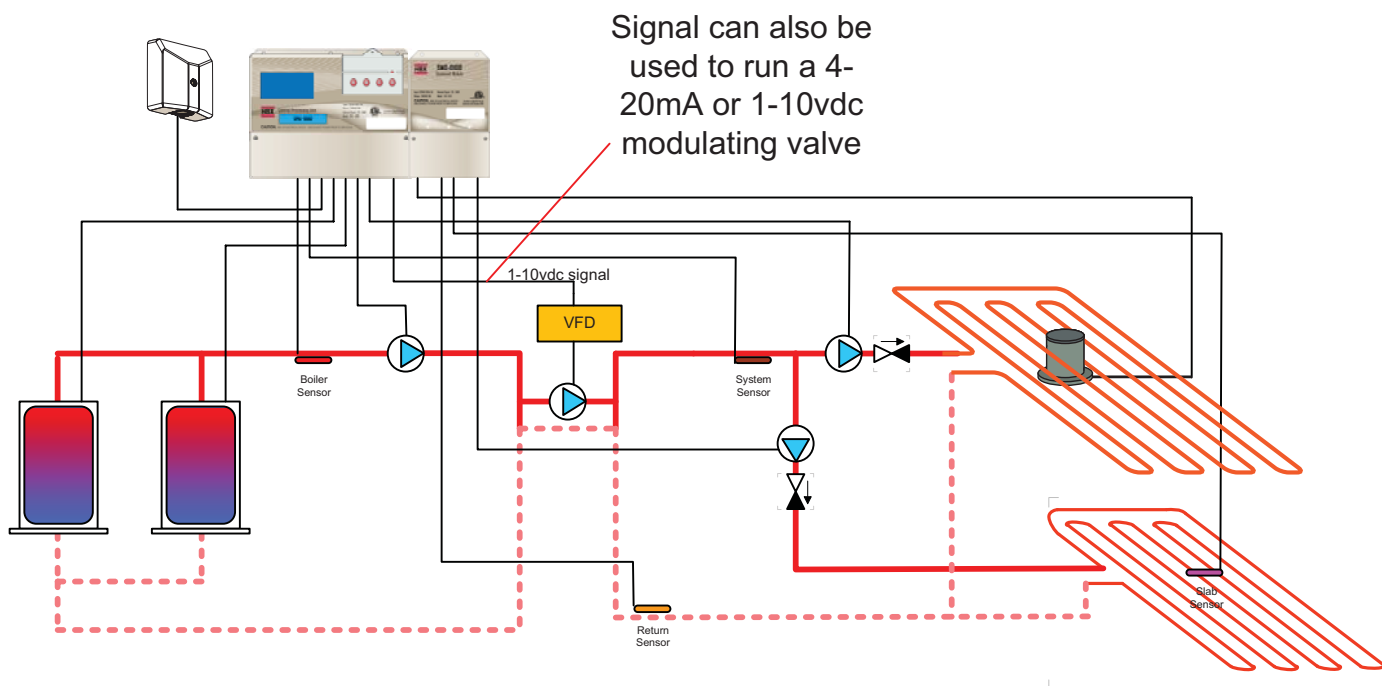 Signal can also be
used to run a 4-
20mA or 1-10vdc
modulating valve
HBX
1-10vdc signal
VFD
Boiler
Sensor
System
Sensor
Slab
Sensor
Return
Sensor